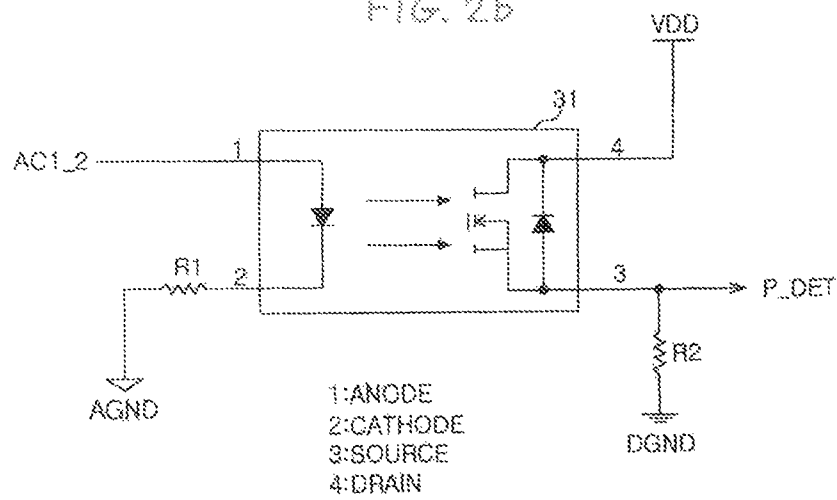 FIG. 2b
VDD
31
AC1_2
1
4
R1
2
3
P_DET
R2
AGND
DGND
1:ANODE
2:CATHODE
3:SOURCE
4:DRAIN